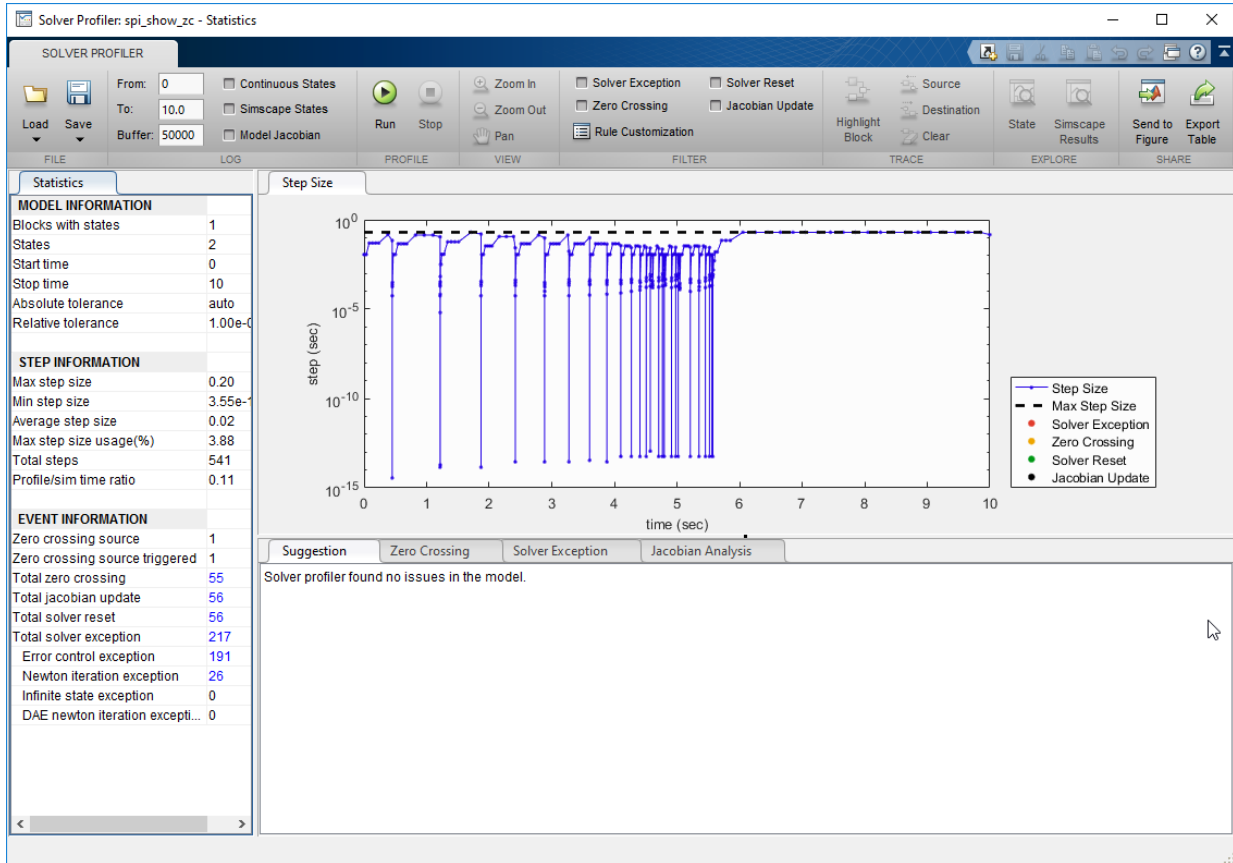 Solver Profiler: spi_show_zc - Statistics
SOLVER PROFILER
From: 0
To: 10.0
Buffer: 50000
Load
Save
Continuous States
Simscape States
Model Jacobian
Run
Stop
Zoom In
Zoom Out
Pan
Solver Exception
Solver Reset
Zero Crossing
Jacobian Update
Rule Customization
Highlight
Block
Source
Destination
Clear
State
Simscape
Results
Send to
Figure
Export
Table
FILE
LOG
PROFILE
VIEW
FILTER
TRACE
EXPLORE
SHARE
Statistics
MODEL INFORMATION
Blocks with states 1
States 2
Start time 0
Stop time 10
Absolute tolerance auto
Relative tolerance 1.00e-0
STEP INFORMATION
Max step size 0.20
Min step size 3.55e-1
Average step size 0.02
Max step size usage(%) 3.88
Total steps 541
Profile/sim time ratio 0.11
EVENT INFORMATION
Zero crossing source 1
Zero crossing source triggered 1
Total zero crossing 55
Total jacobian update 56
Total solver reset 56
Total solver exception 217
Error control exception 191
Newton iteration exception 26
Infinite state exception 0
DAE newton iteration excepti... 0
Step Size
step (sec)
10^0
10^-5
10^-10
10^-15
0 1 2 3 4 5 6 7 8 9 10
time (sec)
Step Size
Max Step Size
Solver Exception
Zero Crossing
Solver Reset
Jacobian Update
Suggestion
Zero Crossing
Solver Exception
Jacobian Analysis
Solver profiler found no issues in the model.